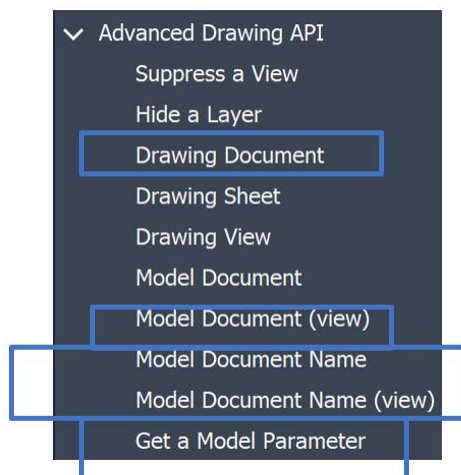 Advanced Drawing API
Suppress a View
Hide a Layer
Drawing Document
Drawing Sheet
Drawing View
Model Document
Model Document (view)
Model Document Name
Model Document Name (view)
Get a Model Parameter